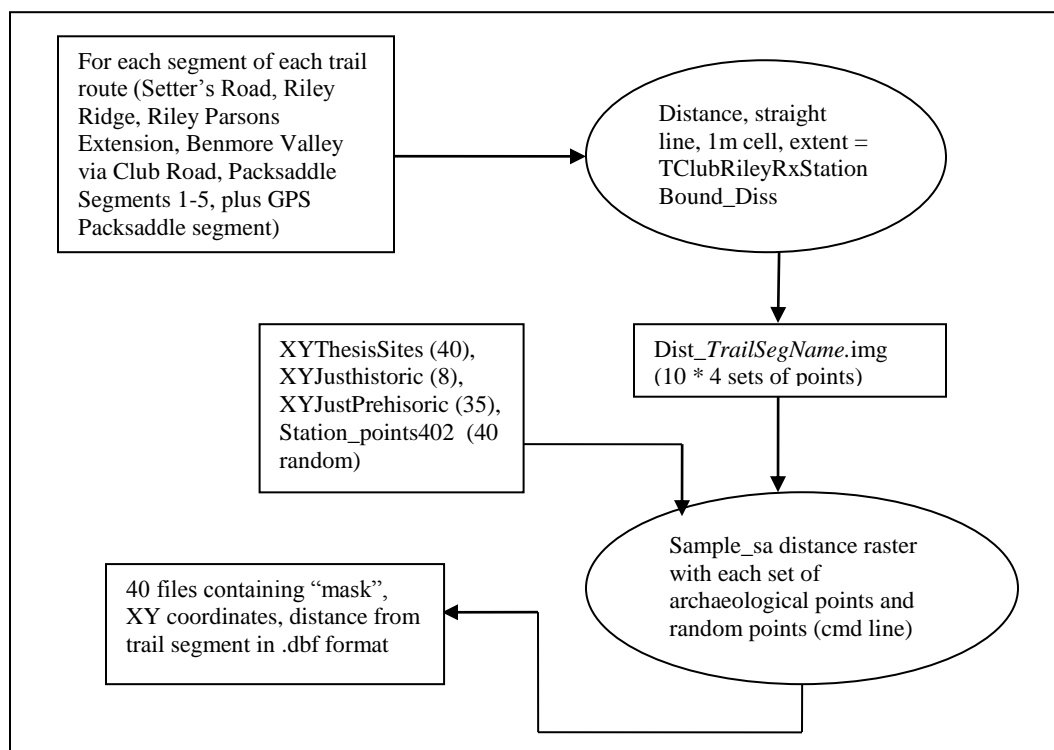 For each segment of each trail
route (Setter’s Road, Riley
Ridge, Riley Parsons
Extension, Benmore Valley
via Club Road, Packsaddle
Segments 1-5, plus GPS
Packsaddle segment)
Distance, straight
line, 1m cell, extent =
TClubRileyRxStation
Bound_Diss
XYThesisSites (40),
XYJusthistoric (8),
XYJustPrehisoric (35),
Station_points402 (40
random)
Dist_TrailSegName.img
(10 * 4 sets of points)
Sample_sa distance raster
with each set of
archaeological points and
random points (cmd line)
40 files containing “mask”,
XY coordinates, distance from
trail segment in .dbf format